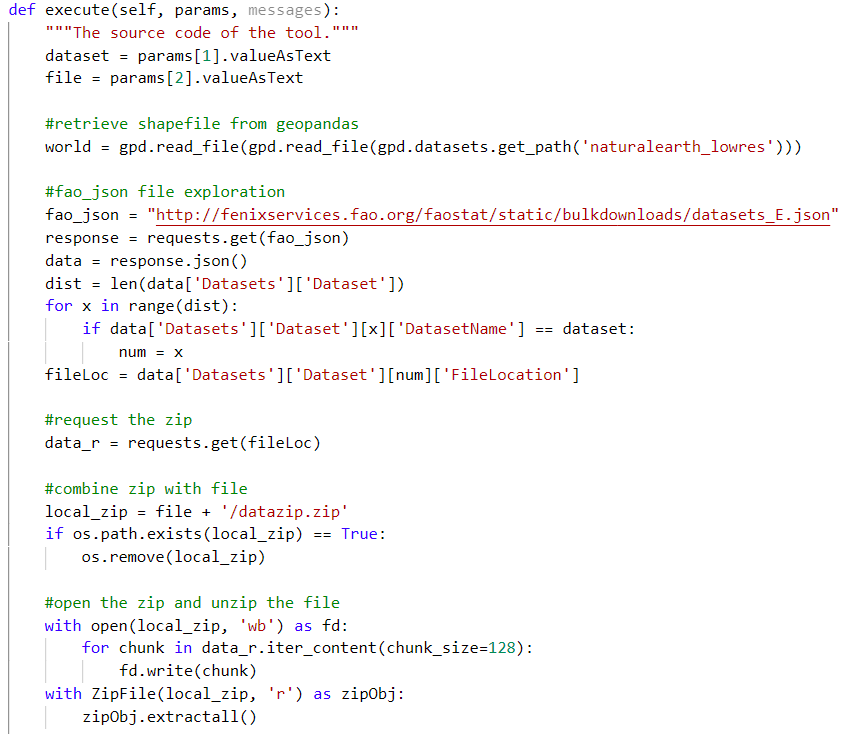 def execute(self, params, messages):
    """The source code of the tool."""
    dataset = params[1].valueAsText
    file = params[2].valueAsText

    #retrieve shapefile from geopandas
    world = gpd.read_file(gpd.read_file(gpd.datasets.get_path('naturalearth_lowres')))

    #fao_json file exploration
    fao_json = "http://fenixservices.fao.org/faostat/static/bulkdownloads/datasets_E.json"
    response = requests.get(fao_json)
    data = response.json()
    dist = len(data['Datasets']['Dataset'])
    for x in range(dist):
        if data['Datasets']['Dataset'][x]['DatasetName'] == dataset:
            num = x
    fileLoc = data['Datasets']['Dataset'][num]['FileLocation']

    #request the zip
    data_r = requests.get(fileLoc)

    #combine zip with file
    local_zip = file + '/datazip.zip'
    if os.path.exists(local_zip) == True:
        os.remove(local_zip)

    #open the zip and unzip the file
    with open(local_zip, 'wb') as fd:
        for chunk in data_r.iter_content(chunk_size=128):
            fd.write(chunk)
    with ZipFile(local_zip, 'r') as zipObj:
        zipObj.extractall()